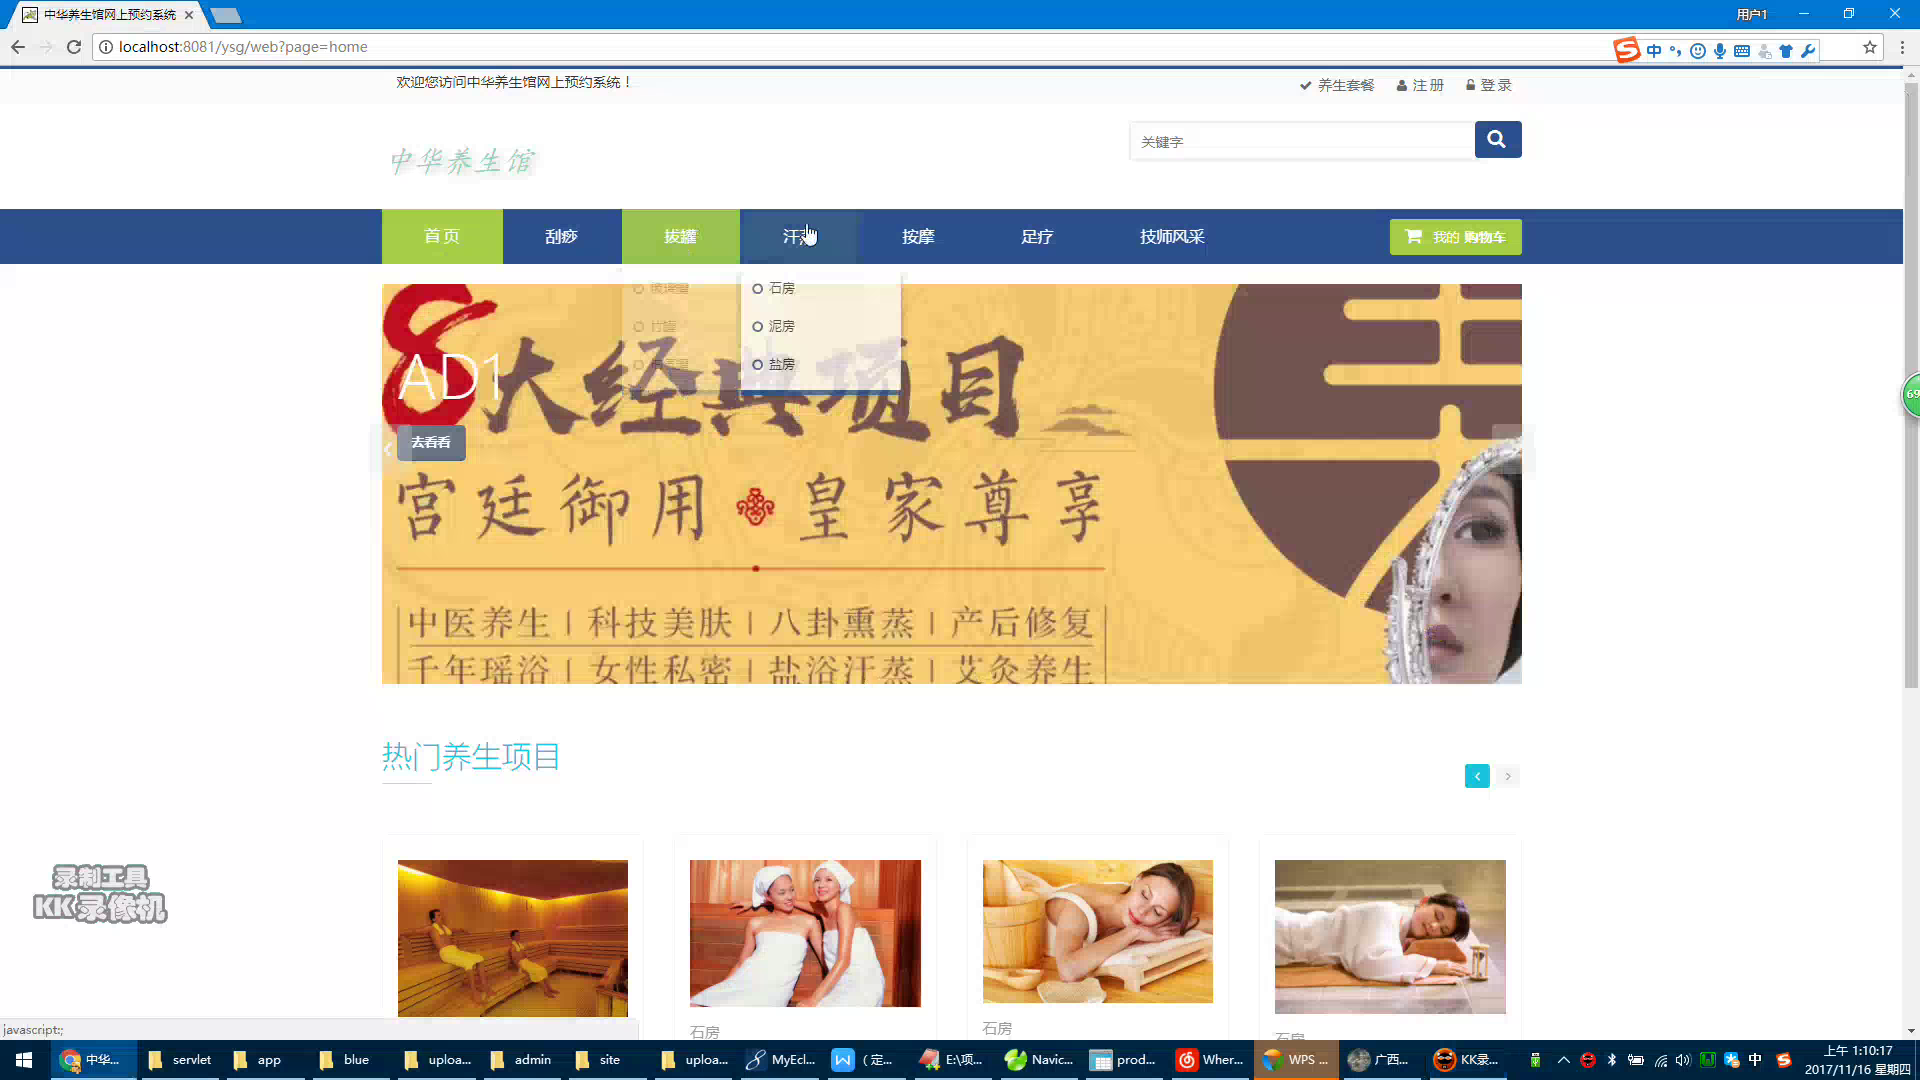 中华养生馆网上预约系统
用户1
localhost:8081/ysg/web?page=home
中
欢迎您访问中华养生馆网上预约系统！
养生套餐 注 册 登 录
中华养生馆
关键字
首 页 刮痧 拔罐 按摩 足疗 技师风采
我的 购物车
石房
竹罐 泥房
盐房
AD1
8大经典项目
去看看
宫廷御用 皇家尊享
中医养生 | 科技美肤 | 八卦熏蒸 | 产后修复
千年瑶浴 | 女性私密 | 盐浴汗蒸 | 艾灸养生
69
热门养生项目
录制工具
KK录像机
石房
石房
石房
javascript:;
中华... servlet app blue uploa... admin site uploa... MyEcl... （定... E:\项... Navic... prod... Wher... WPS ... 广西... KK录... 中
上午 1:10:17
2017/11/16 星期四